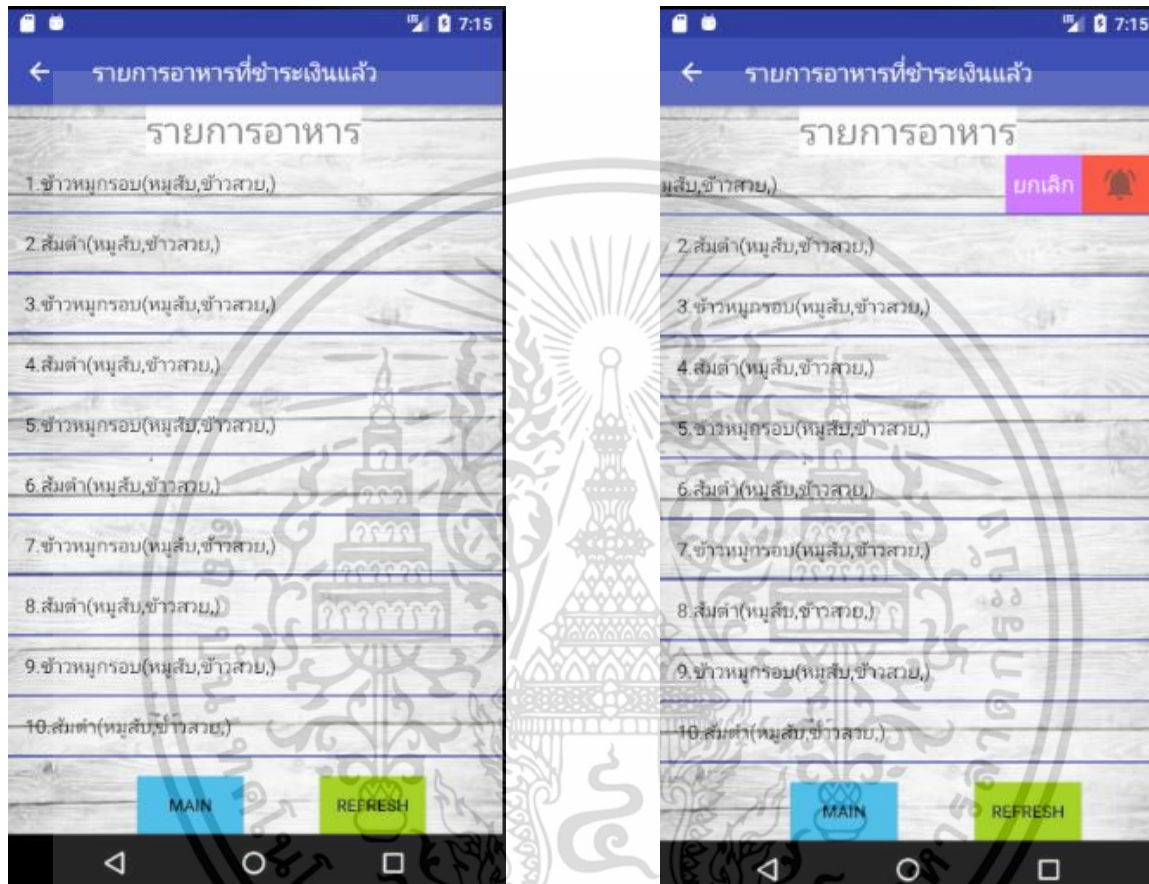 7:15
รายการอาหารที่ชำระเงินแล้ว
รายการอาหาร
1.ข้าวหมูกรอบ(หมูสับ,ข้าวสวย,)
2.ส้มตำ(หมูสับ,ข้าวสวย,)
3.ข้าวหมูกรอบ(หมูสับ,ข้าวสวย,)
4.ส้มตำ(หมูสับ,ข้าวสวย,)
5.ข้าวหมูกรอบ(หมูสับ,ข้าวสวย,)
6.ส้มตำ(หมูสับ,ข้าวสวย,)
7.ข้าวหมูกรอบ(หมูสับ,ข้าวสวย,)
8.ส้มตำ(หมูสับ,ข้าวสวย,)
9.ข้าวหมูกรอบ(หมูสับ,ข้าวสวย,)
10.ส้มตำ(หมูสับ,ข้าวสวย,)
MAIN REFRESH
7:15
รายการอาหารที่ชำระเงินแล้ว
รายการอาหาร
มูสับ,ข้าวสวย,) ยกเลิก
2.ส้มตำ(หมูสับ,ข้าวสวย,)
3.ข้าวหมูกรอบ(หมูสับ,ข้าวสวย,)
4.ส้มตำ(หมูสับ,ข้าวสวย,)
5.ข้าวหมูกรอบ(หมูสับ,ข้าวสวย,)
6.ส้มตำ(หมูสับ,ข้าวสวย,)
7.ข้าวหมูกรอบ(หมูสับ,ข้าวสวย,)
8.ส้มตำ(หมูสับ,ข้าวสวย,)
9.ข้าวหมูกรอบ(หมูสับ,ข้าวสวย,)
10.ส้มตำ(หมูสับ,ข้าวสวย,)
MAIN REFRESH